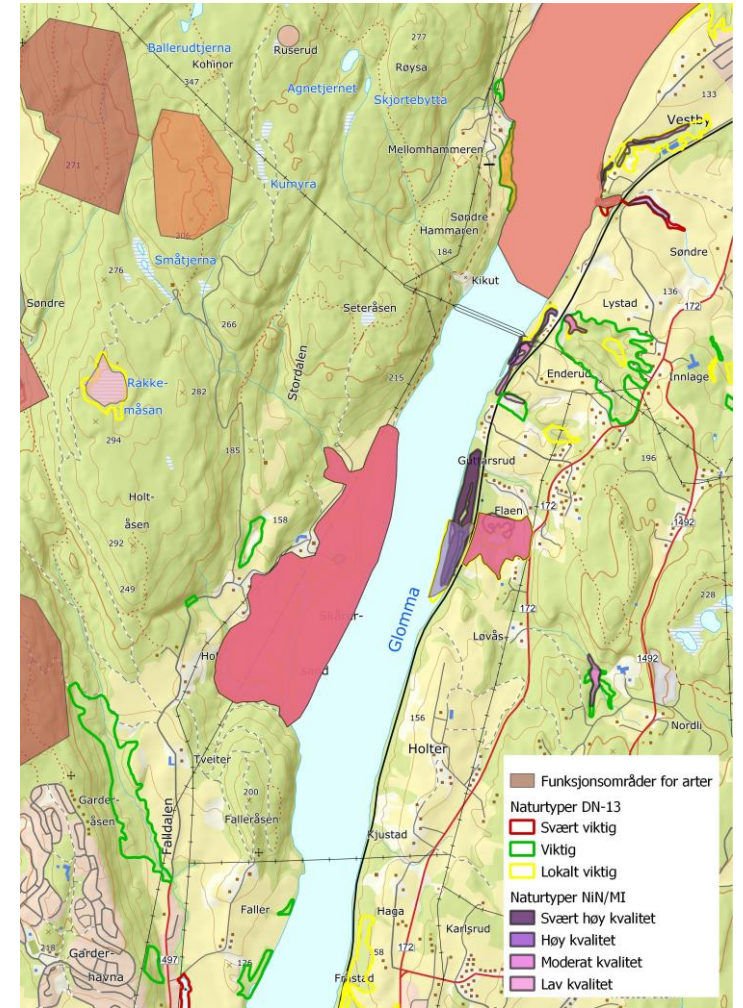 Ballerudtjerna
Kohinor
347
Ruserud
277
Røysa
Agnetjernet
Skjortebytta
133
Vestby
Mellomhammeren
271
Kumyra
306
Søndre
Hammaren
184
Søndre
Småtjerna
276
Kikut
136
Lystad
172
Søndre
Seteråsen
266
Stordalen
Enderud
Innlage
215
Rakke-
måsan
282
294
185
Guttarsrud
196
Holt-
åsen
158
Flaen
172
1492
292
249
Glomma
228
172
Løvås-
1492
156
Nordli
Holter
Tveiter
200
Garder-
åsen
Falldalen
Falleråsen
Kjustad
Faller
Haga
58
172
Karlsrud
218
Garder-
havna
497
176
Funksjonsområder for arter
Naturtyper DN-13
Svært viktig
Viktig
Lokalt viktig
Naturtyper NiN/MI
Svært høy kvalitet
Høy kvalitet
Moderat kvalitet
Lav kvalitet